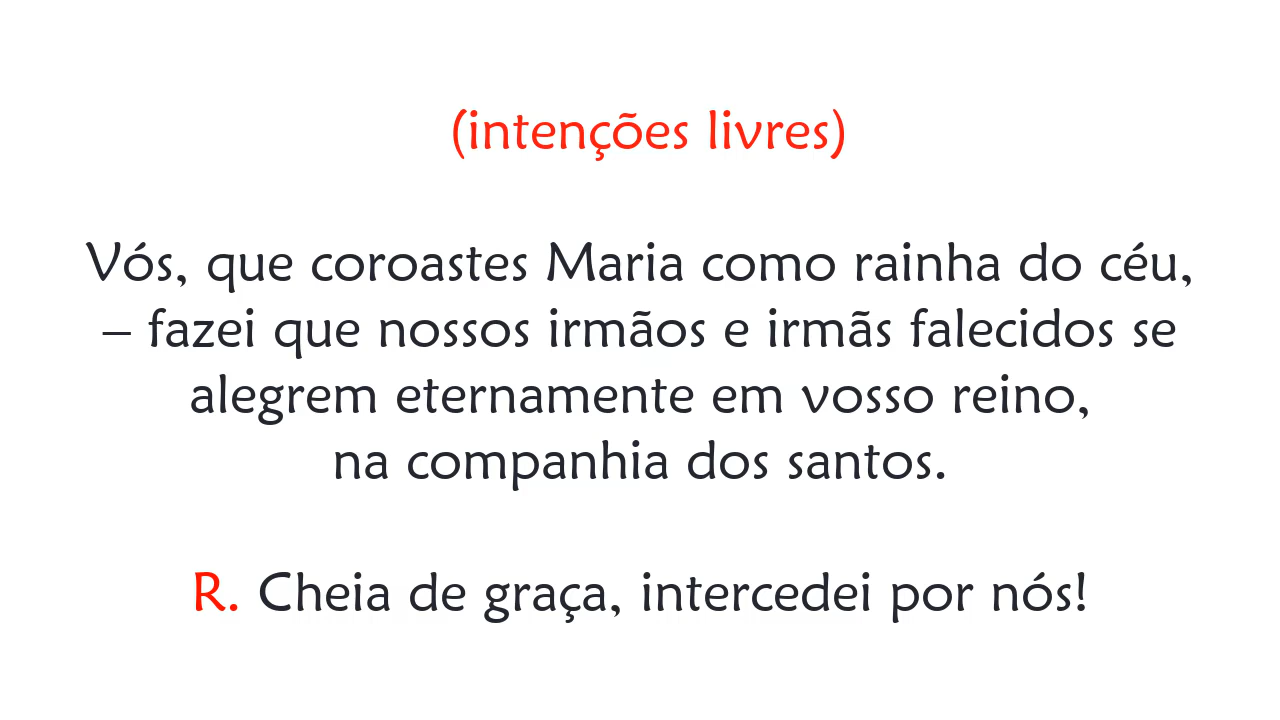 (intenções livres)
Vós, que coroastes Maria como rainha do céu,
– fazei que nossos irmãos e irmãs falecidos se
alegrem eternamente em vosso reino,
na companhia dos santos.
R. Cheia de graça, intercedei por nós!